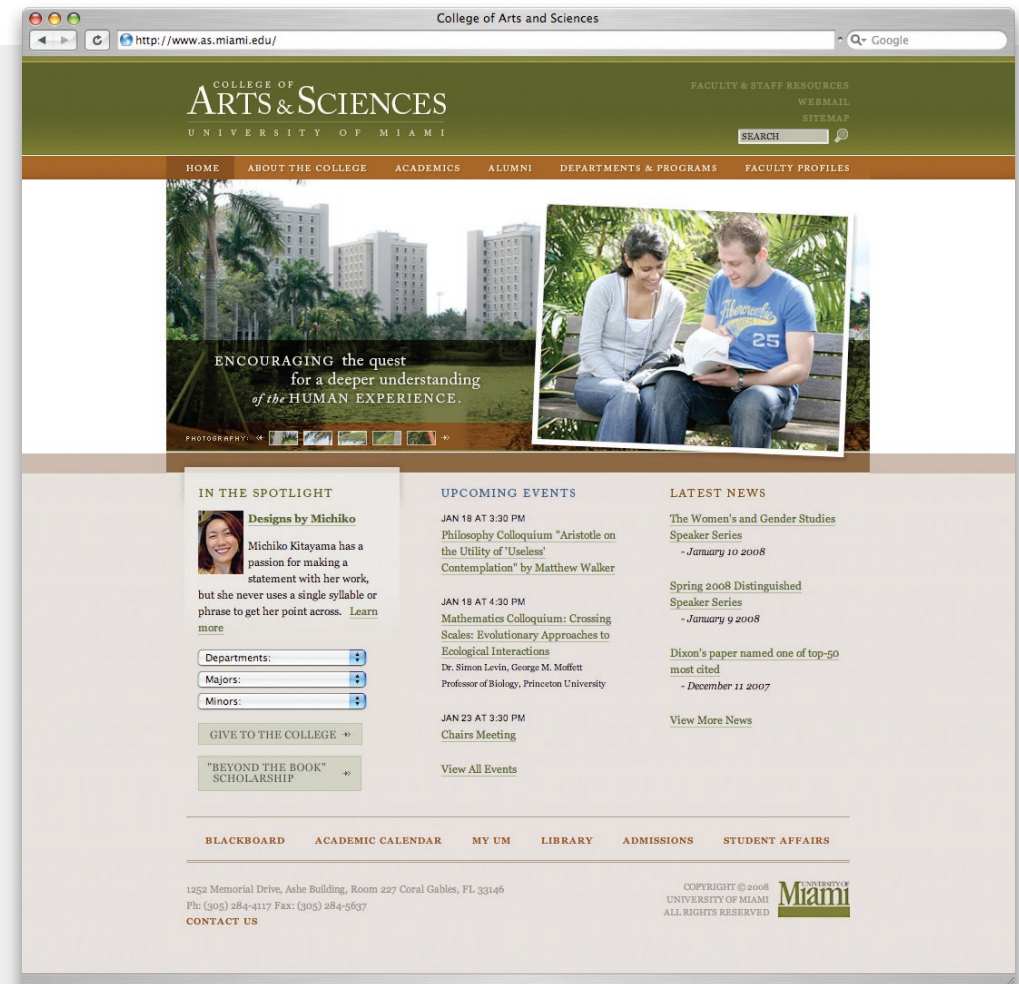 College of Arts and Sciences
http://www.as.miami.edu/
Google
COLLEGE OF
ARTS & SCIENCES
UNIVERSITY OF MIAMI
FACULTY & STAFF RESOURCES
WEBMAIL
SITEMAP
SEARCH
HOME ABOUT THE COLLEGE ACADEMICS ALUMNI DEPARTMENTS & PROGRAMS FACULTY PROFILES
Abercrombie
25
ENCOURAGING the quest
for a deeper understanding
of the HUMAN EXPERIENCE.
PHOTOGRAPHY:
IN THE SPOTLIGHT
Designs by Michiko
Michiko Kitayama has a
passion for making a
statement with her work,
but she never uses a single syllable or
phrase to get her point across. Learn
more
Departments:
Majors:
Minors:
GIVE TO THE COLLEGE
"BEYOND THE BOOK"
SCHOLARSHIP
UPCOMING EVENTS
JAN 18 AT 3:30 PM
Philosophy Colloquium "Aristotle on
the Utility of 'Useless'
Contemplation" by Matthew Walker
JAN 18 AT 4:30 PM
Mathematics Colloquium: Crossing
Scales: Evolutionary Approaches to
Ecological Interactions
Dr. Simon Levin, George M. Moffett
Professor of Biology, Princeton University
JAN 23 AT 3:30 PM
Chairs Meeting
View All Events
LATEST NEWS
The Women's and Gender Studies
Speaker Series
- January 10 2008
Spring 2008 Distinguished
Speaker Series
- January 9 2008
Dixon's paper named one of top-50
most cited
- December 11 2007
View More News
BLACKBOARD ACADEMIC CALENDAR MY UM LIBRARY ADMISSIONS STUDENT AFFAIRS
1252 Memorial Drive, Ashe Building, Room 227 Coral Gables, FL 33146
Ph: (305) 284-4117 Fax: (305) 284-5637
CONTACT US
COPYRIGHT © 2008
UNIVERSITY OF MIAMI
ALL RIGHTS RESERVED
UNIVERSITY OF
Miami